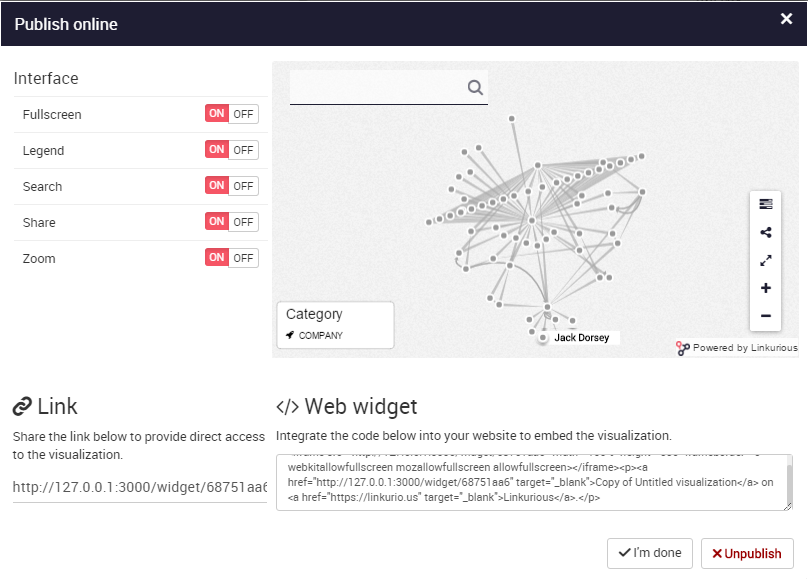 Publish online
Interface
Fullscreen ON OFF
Legend ON OFF
Search ON OFF
Share ON OFF
Zoom ON OFF
Category
COMPANY
Jack Dorsey
Powered by Linkurious
Link
Share the link below to provide direct access
to the visualization.
http://127.0.0.1:3000/widget/68751aa6
</> Web widget
Integrate the code below into your website to embed the visualization.
webkitallowfullscreen mozallowfullscreen allowfullscreen></iframe><p><a
href="http://127.0.0.1:3000/widget/68751aa6" target="_blank">Copy of Untitled visualization</a> on
<a href="https://linkurio.us" target="_blank">Linkurious</a>.</p>
I'm done
Unpublish